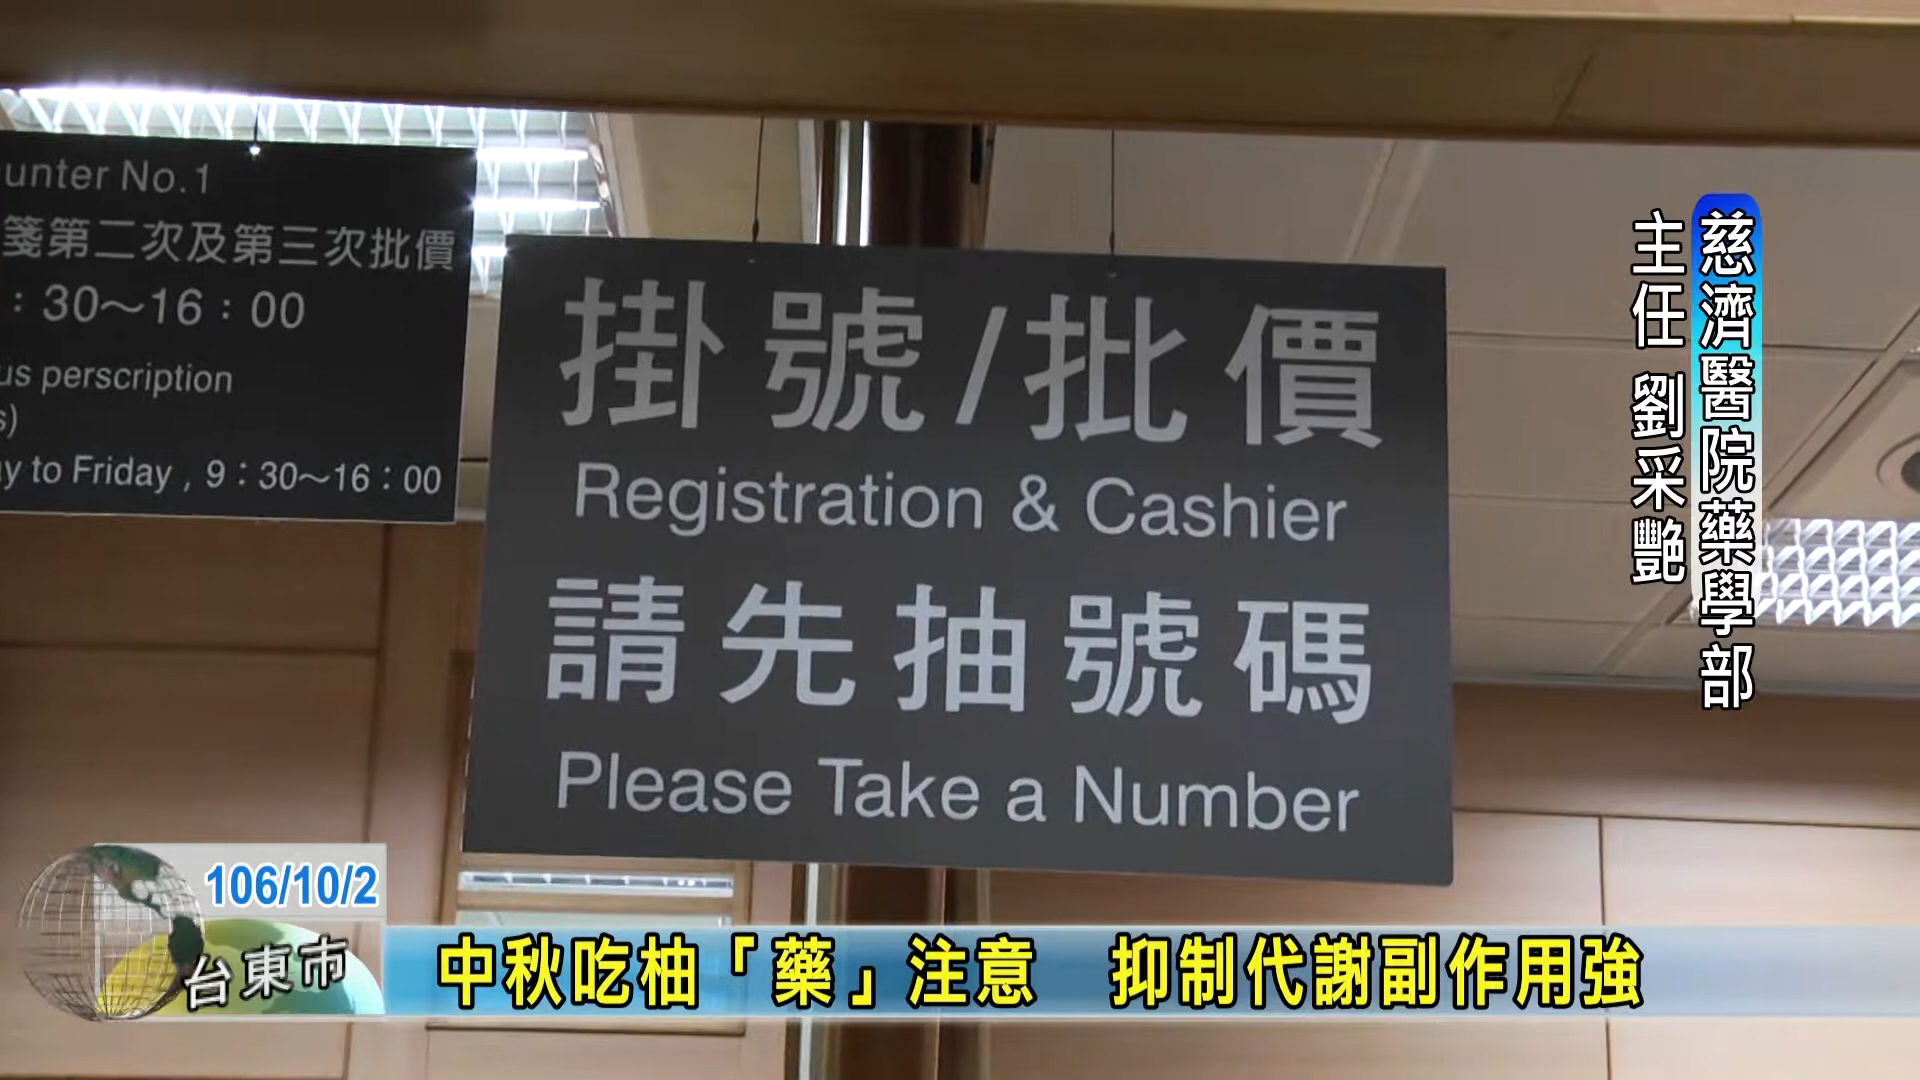 unter No.1
箋第二次及第三次批價
：30～16：00
us perscription
s)
y to Friday , 9：30～16：00
掛號/批價
Registration & Cashier
請先抽號碼
Please Take a Number
慈濟醫院藥學部
主任 劉采艷
106/10/2
台東市
中秋吃柚「藥」注意 抑制代謝副作用強